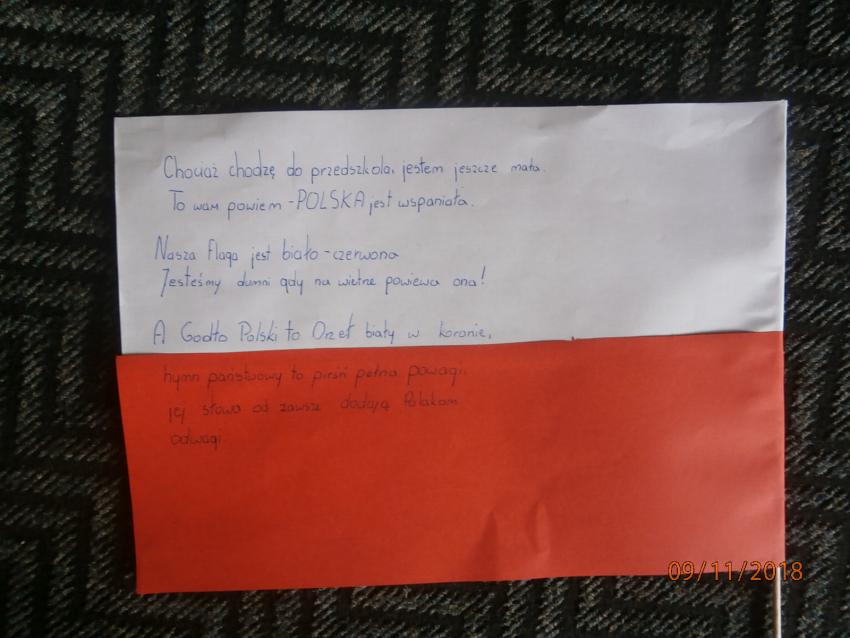 Chociaż chodzę do przedszkola, jestem jeszcze mała.
To wam powiem - POLSKA jest wspaniała.
Nasza flaga jest biało-czerwona
Jesteśmy dumni gdy na wietrze powiewa ona!
A Godło Polski to Orzeł biały w koronie,
hymn państwowy to pieśń pełna powagi
jej słowa od zawsze dodają Polakom
odwagi
09/11/2018